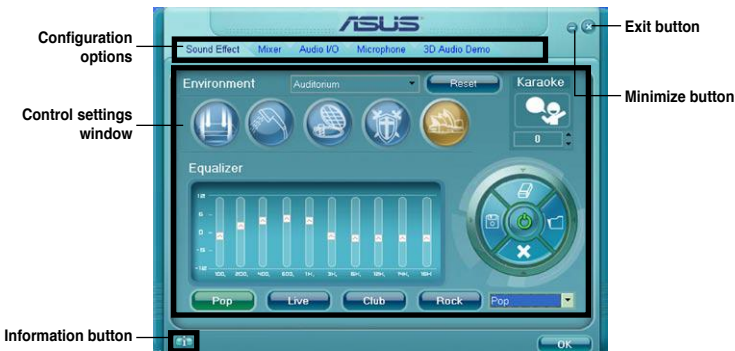 ASUS
Exit button
Configuration options
Sound Effect Mixer Audio I/O Microphone 3D Audio Demo
Minimize button
Environment Auditorium Reset Karaoke
Control settings window
0
Equalizer
12
6
0
-6
-12
100, 200, 400, 600, 1K, 3K, 6K, 12K, 14K, 16K
Pop Live Club Rock Pop
Information button
OK